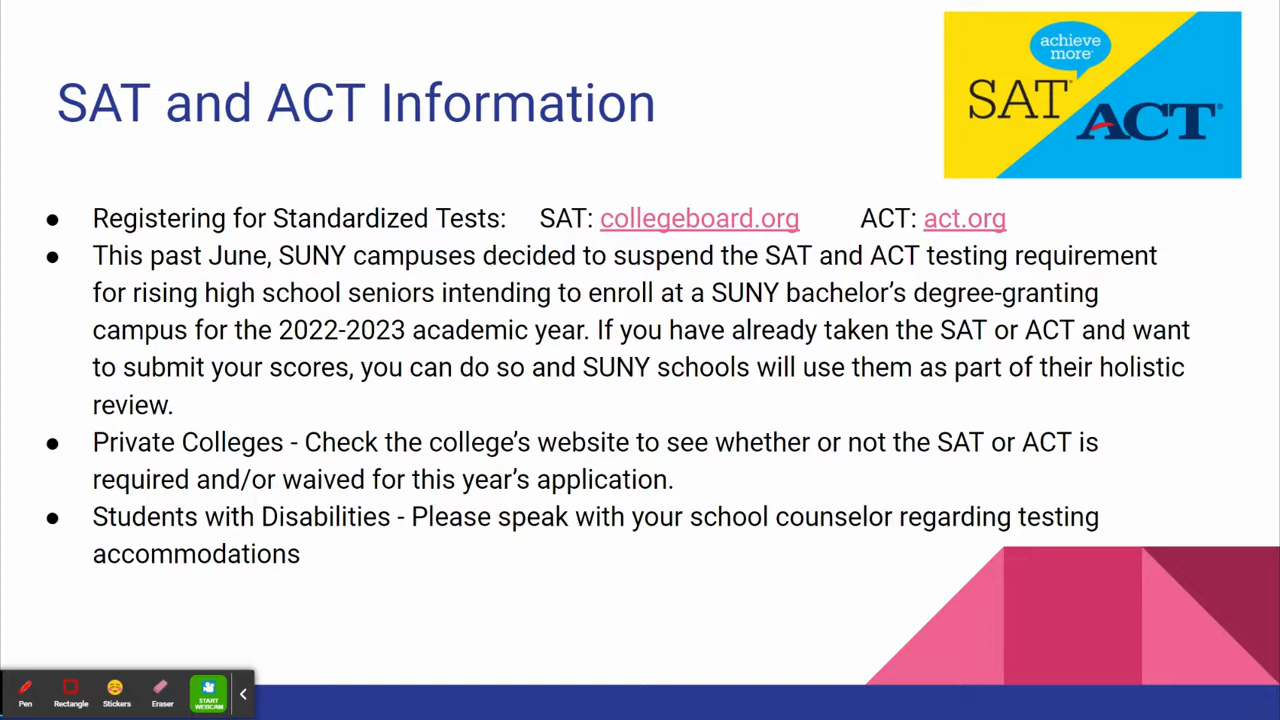 achieve
more
SAT
ACT
SAT and ACT Information
● Registering for Standardized Tests: SAT: collegeboard.org ACT: act.org
● This past June, SUNY campuses decided to suspend the SAT and ACT testing requirement
for rising high school seniors intending to enroll at a SUNY bachelor's degree-granting
campus for the 2022-2023 academic year. If you have already taken the SAT or ACT and want
to submit your scores, you can do so and SUNY schools will use them as part of their holistic
review.
● Private Colleges - Check the college's website to see whether or not the SAT or ACT is
required and/or waived for this year's application.
● Students with Disabilities - Please speak with your school counselor regarding testing
accommodations
Pen Rectangle Stickers Eraser START
WEBCAM